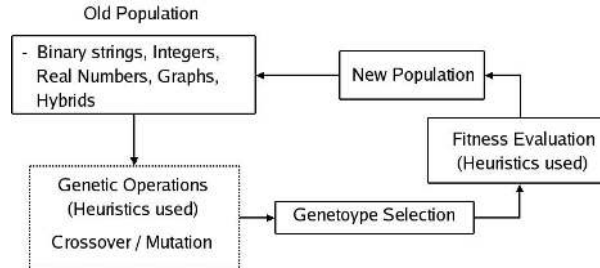 Old Population
- Binary strings, Integers,
Real Numbers, Graphs,
Hybrids
New Population
Fitness Evaluation
(Heuristics used)
Genetic Operations
(Heuristics used)
Crossover / Mutation
Genetoype Selection